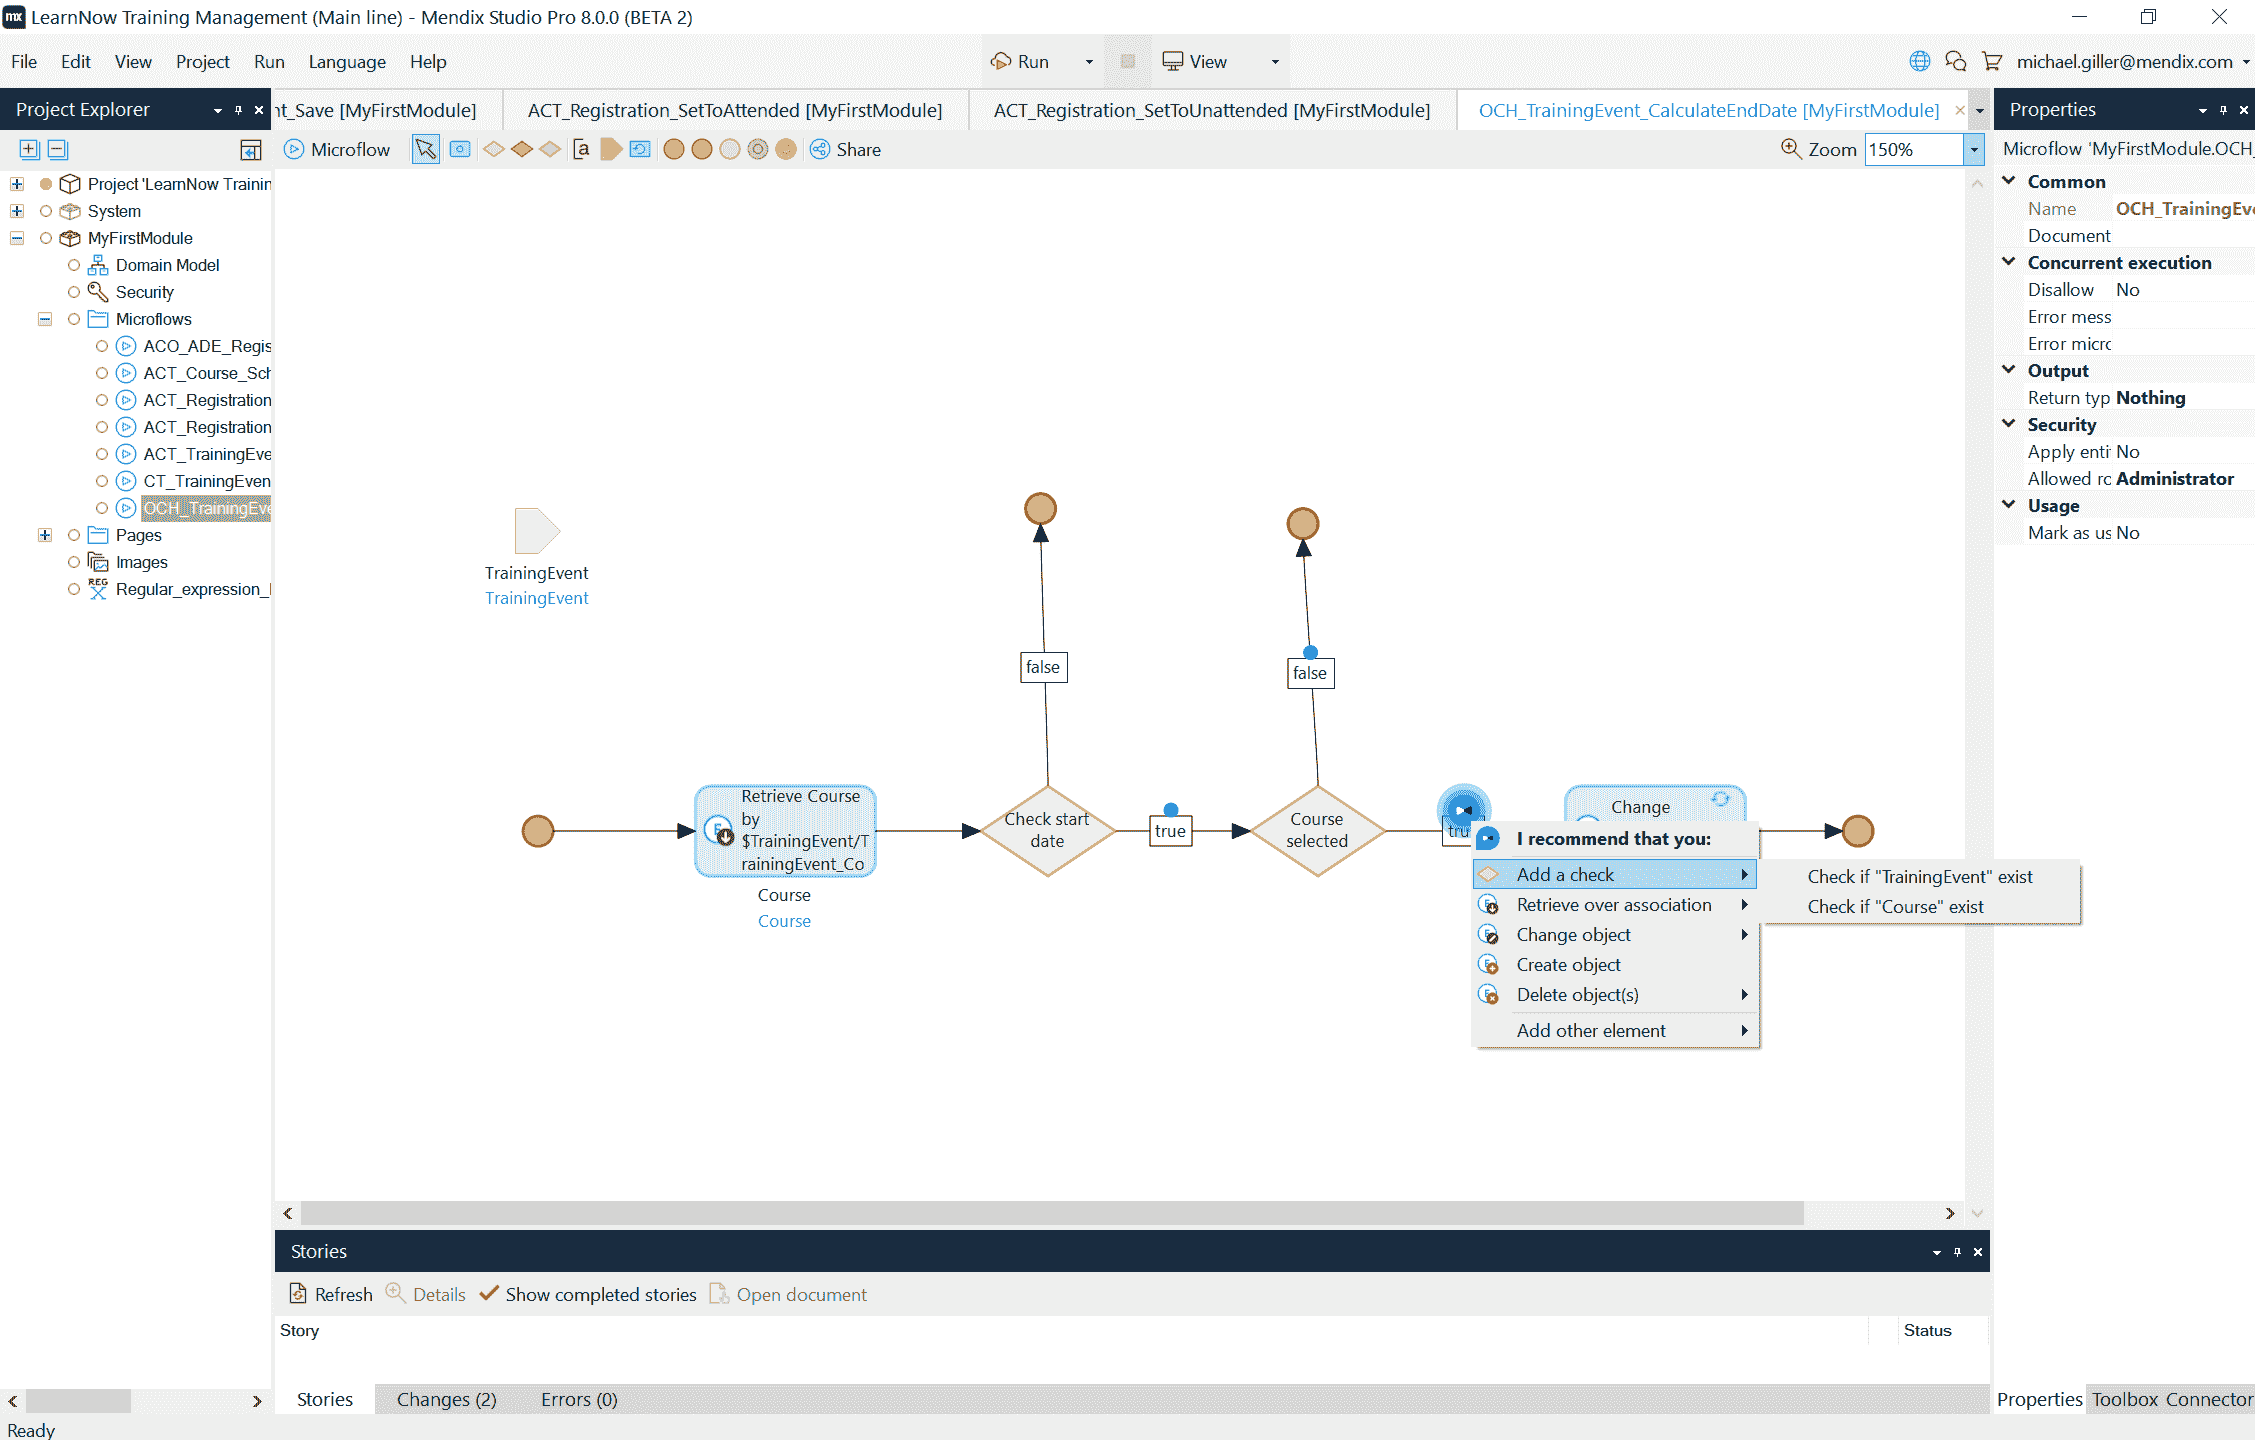 LearnNow Training Management (Main line) - Mendix Studio Pro 8.0.0 (BETA 2)
File Edit View Project Run Language Help
Run View
michael.giller@mendix.com
Project Explorer
nt_Save [MyFirstModule] ACT_Registration_SetToAttended [MyFirstModule] ACT_Registration_SetToUnattended [MyFirstModule] OCH_TrainingEvent_CalculateEndDate [MyFirstModule]
Properties
Microflow Share Zoom 150%
Microflow 'MyFirstModule.OCH_
Project 'LearnNow Trainin
System
MyFirstModule
Domain Model
Security
Microflows
ACO_ADE_Regis
ACT_Course_Sch
ACT_Registration
ACT_Registration
ACT_TrainingEve
CT_TrainingEven
OCH_TrainingEve
Pages
Images
Regular_expression_
Common
Name OCH_TrainingEve
Document
Concurrent execution
Disallow No
Error mess
Error micro
Output
Return typ Nothing
Security
Apply enti No
Allowed ro Administrator
Usage
Mark as us No
TrainingEvent
TrainingEvent
false
false
Retrieve Course
by
$TrainingEvent/T
rainingEvent_Co
Course
Course
Check start
date
true
Course
selected
tru
Change
I recommend that you:
Add a check
Retrieve over association
Change object
Create object
Delete object(s)
Add other element
Check if "TrainingEvent" exist
Check if "Course" exist
Stories
Refresh Details Show completed stories Open document
Story Status
Stories Changes (2) Errors (0)
Properties Toolbox Connector
Ready